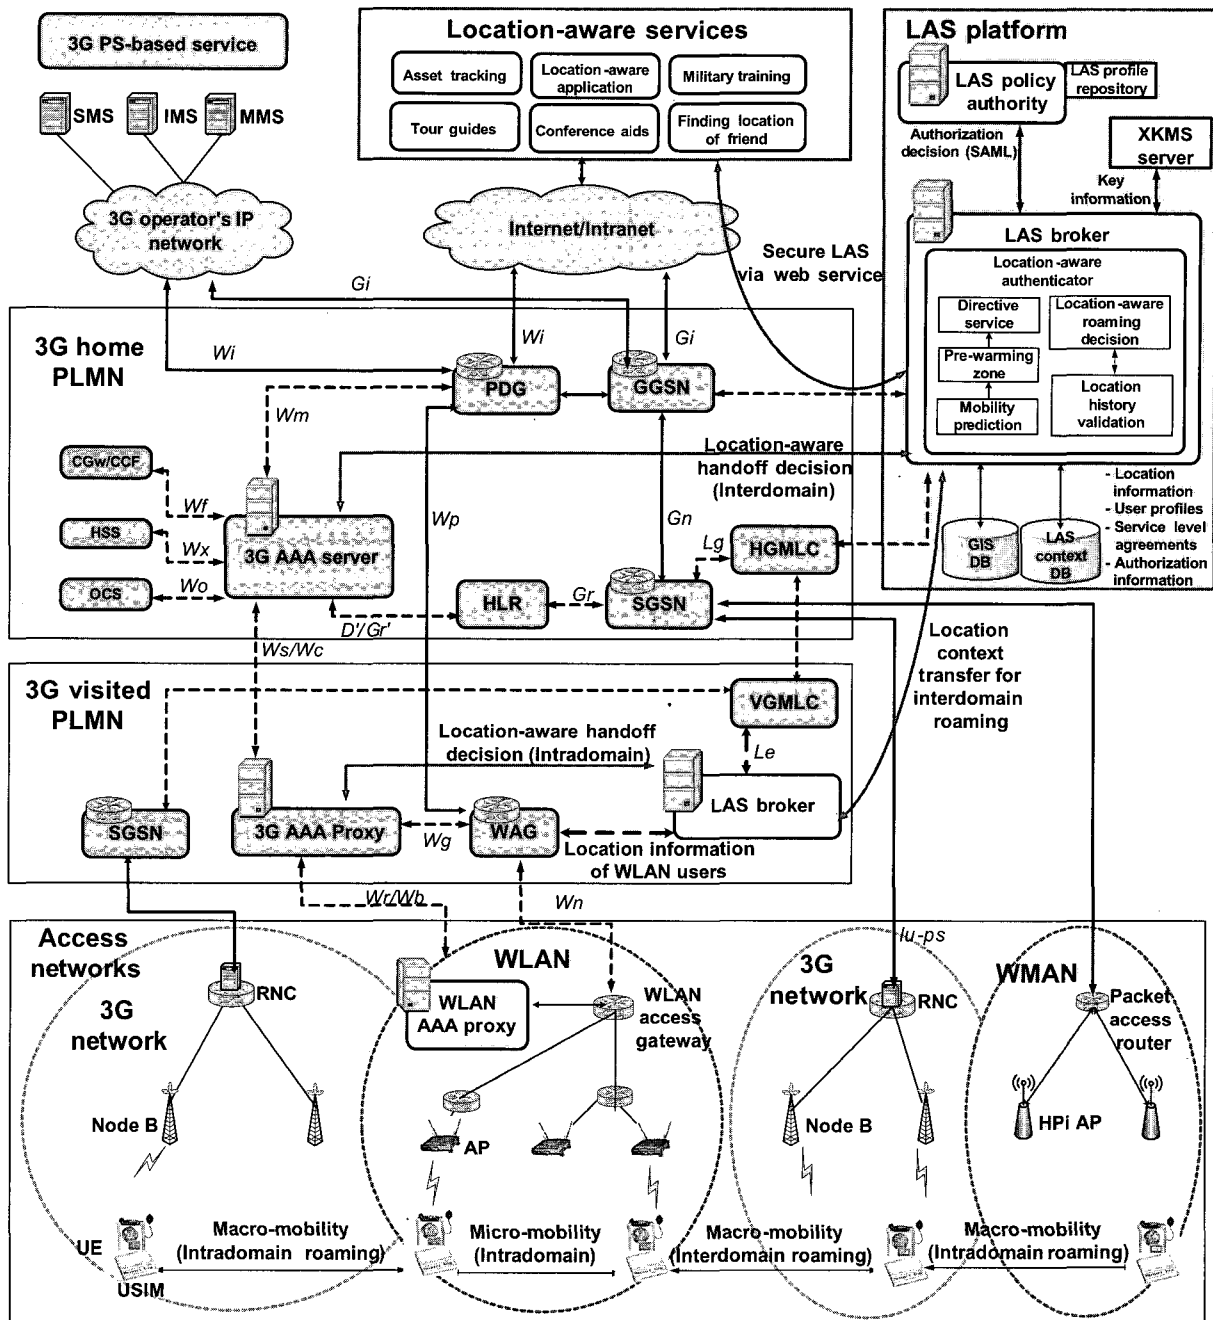 3G PS-based service
SMS
IMS
MMS
3G operator's IP
network
Location-aware services
Asset tracking
Location-aware
application
Military training
Tour guides
Conference aids
Finding location
of friend
Internet/Intranet
LAS platform
LAS policy
authority
LAS profile
repository
Authorization
decision (SAML)
XKMS
server
Key
information
LAS broker
Location-aware
authenticator
Directive
service
Location-aware
roaming
decision
Pre-warming
zone
Mobility
prediction
Location
history
validation
Secure LAS
via web service
GIS
DB
LAS
context
DB
- Location
information
- User profiles
- Service level
agreements
- Authorization
information
3G home
PLMN
Gi
Wi
Wi
Gi
PDG
GGSN
Wm
CGw/CCF
Wf
HSS
Wx
OCS
Wo
3G AAA server
Wp
Location-aware
handoff decision
(Interdomain)
Gn
Lg
HGMLC
HLR
Gr
SGSN
D'/Gr'
Ws/Wc
Location
context
transfer for
interdomain
roaming
3G visited
PLMN
VGMLC
Location-aware handoff
decision (Intradomain)
Le
LAS broker
SGSN
3G AAA Proxy
Wg
WAG
Location information
of WLAN users
Wr/Wb
Wn
Iu-ps
Access
networks
3G
network
RNC
Node B
WLAN
WLAN
AAA proxy
WLAN
access
gateway
AP
3G
network
RNC
Node B
WMAN
Packet
access
router
HPi AP
UE
USIM
Macro-mobility
(Intradomain roaming)
Micro-mobility
(Intradomain)
Macro-mobility
(Interdomain roaming)
Macro-mobility
(Intradomain roaming)